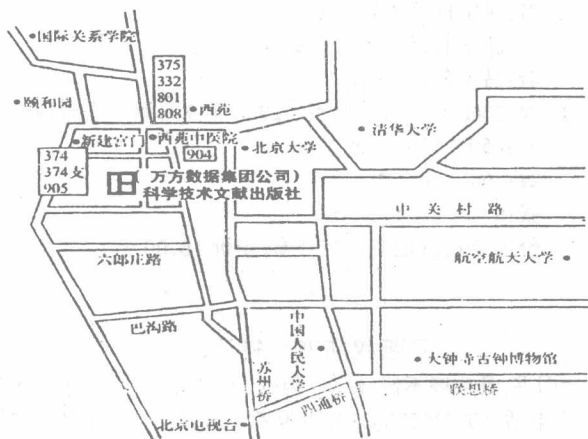 国际关系学院
375
332
801
808
西苑
颐和园
清华大学
新建宫门
西苑中医院
904
北京大学
374
374支
905
(万方数据集团公司)
科学技术文献出版社
中关村路
六郎庄路
航空航天大学
巴沟路
中国人民大学
大钟寺古钟博物馆
苏州桥
四通桥
联想桥
北京电视台